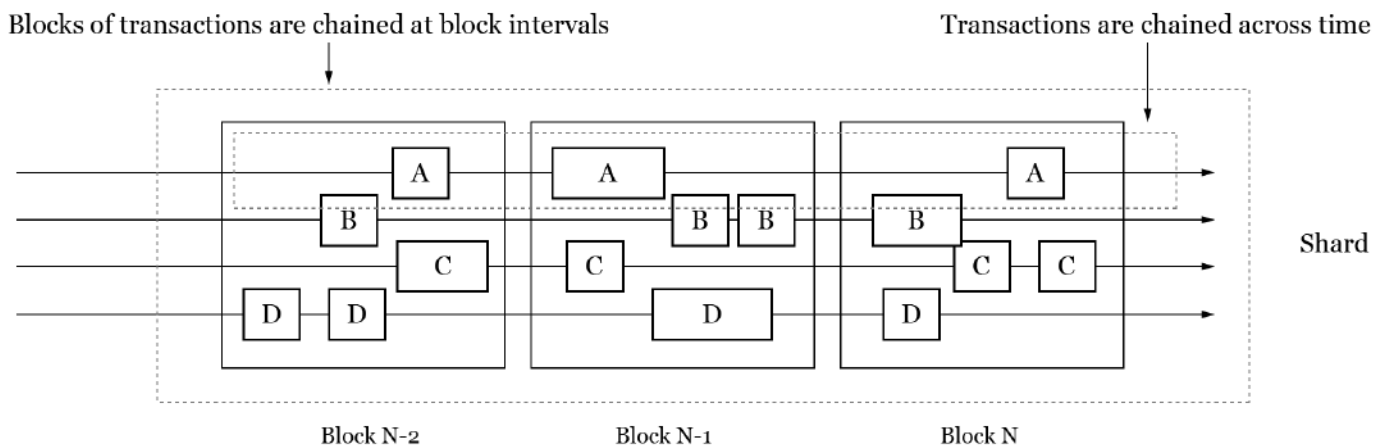 Blocks of transactions are chained at block intervals
Transactions are chained across time
A A A
B B B B
Shard
C C C C
D D D D
Block N-2 Block N-1 Block N